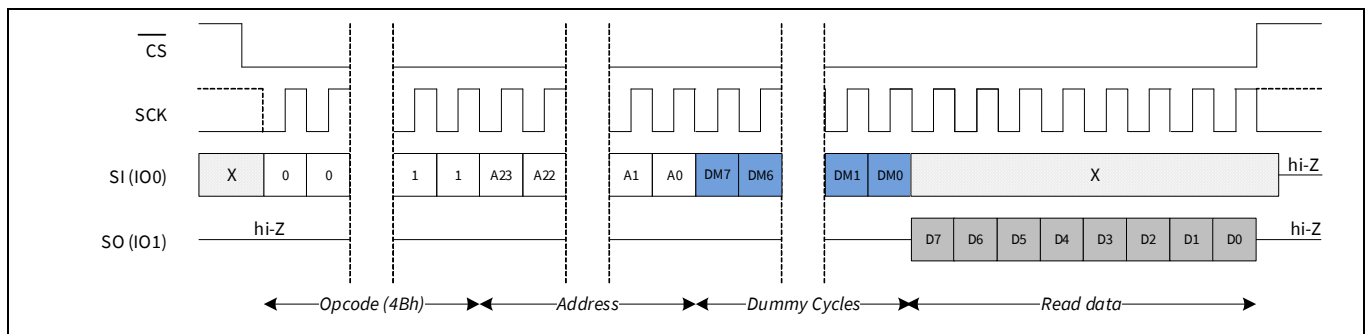 CS
SCK
SI (IO0) X 0 0 1 1 A23 A22 A1 A0 DM7 DM6 DM1 DM0 X hi-Z
SO (IO1) hi-Z D7 D6 D5 D4 D3 D2 D1 D0 hi-Z
Opcode (4Bh) Address Dummy Cycles Read data